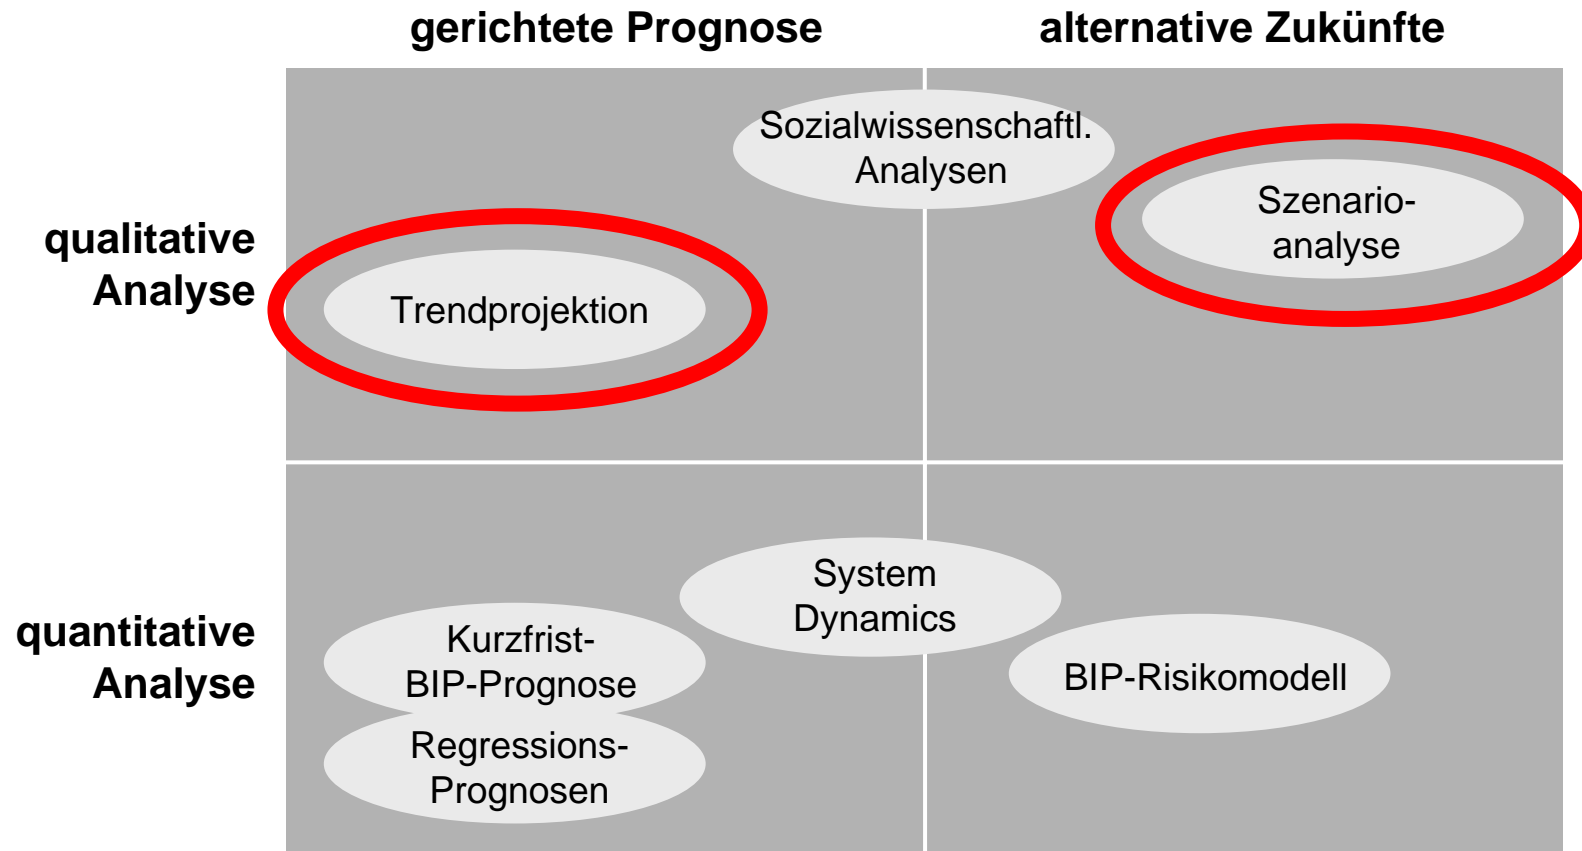 gerichtete Prognose
alternative Zukünfte
qualitative
Analyse
Sozialwissenschaftl.
Analysen
Szenario-
analyse
Trendprojektion
quantitative
Analyse
System
Dynamics
Kurzfrist-
BIP-Prognose
BIP-Risikomodell
Regressions-
Prognosen